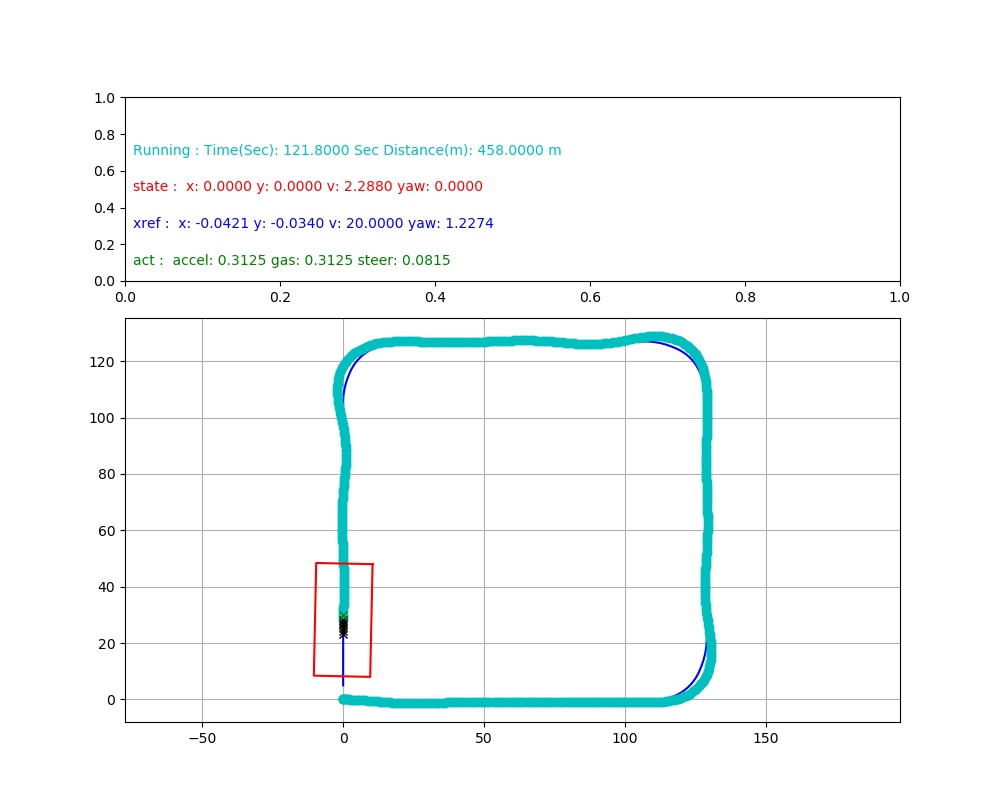 1.0
0.8
Running : Time(Sec): 121.8000 Sec Distance(m): 458.0000 m
0.6
state :  x: 0.0000 y: 0.0000 v: 2.2880 yaw: 0.0000
0.4
xref :  x: -0.0421 y: -0.0340 v: 20.0000 yaw: 1.2274
0.2
act :  accel: 0.3125 gas: 0.3125 steer: 0.0815
0.0
0.0 0.2 0.4 0.6 0.8 1.0
120
100
80
60
40
20
0
−50 0 50 100 150